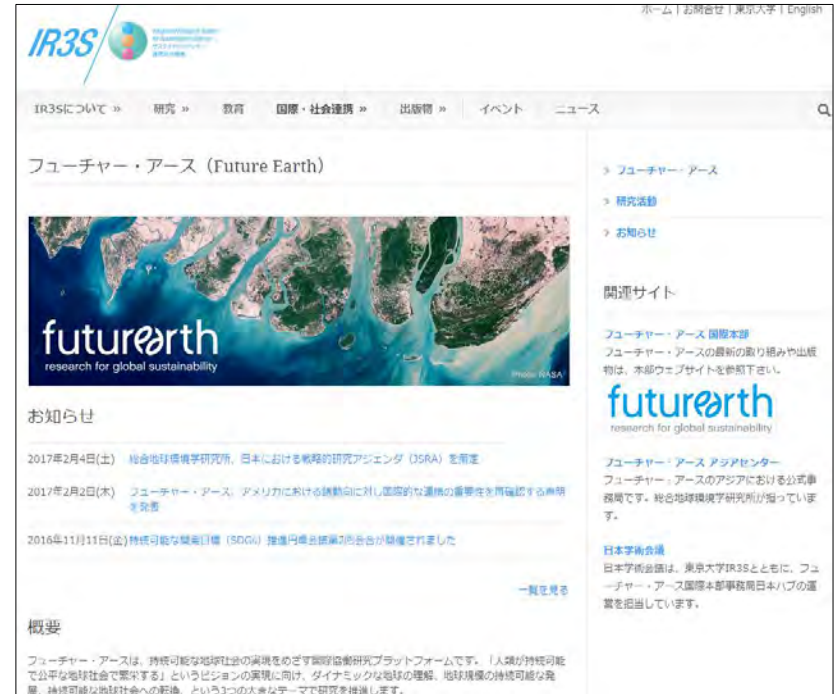 ホーム | お問合せ | 東京大学 | English
IR3S
IR3Sについて » 研究 » 教育 国際・社会連携 » 出版物 » イベント ニュース
フューチャー・アース（Future Earth）
futurearth
research for global sustainability
Photo: NASA
お知らせ
2017年2月4日(土) 総合地球環境学研究所、日本における戦略的研究アジェンダ（JSRA）を策定
2017年2月2日(木) フューチャー・アース、アメリカにおける諸動向に対し国際的な連携の重要性を再確認する声明
を発表
2016年11月11日(金) 持続可能な開発目標（SDGs）推進円卓会議第2回会合が開催されました
一覧を見る
概要
フューチャー・アースは、持続可能な地球社会の実現をめざす国際協働研究プラットフォームです。「人類が持続可能
で公平な地球社会で繁栄する」というビジョンの実現に向け、ダイナミックな地球の理解、地球規模の持続可能な発
展、持続可能な地球社会への転換、という3つの大きなテーマで研究を推進します。
> フューチャー・アース
> 研究活動
> お知らせ
関連サイト
フューチャー・アース 国際本部
フューチャー・アースの最新の取り組みや出版
物は、本部ウェブサイトを参照下さい。
futurearth
research for global sustainability
フューチャー・アース アジアセンター
フューチャー・アースのアジアにおける公式事
務局です。総合地球環境学研究所が担っていま
す。
日本学術会議
日本学術会議は、東京大学IR3Sとともに、フュ
ーチャー・アース国際本部事務局日本ハブの運
営を担当しています。